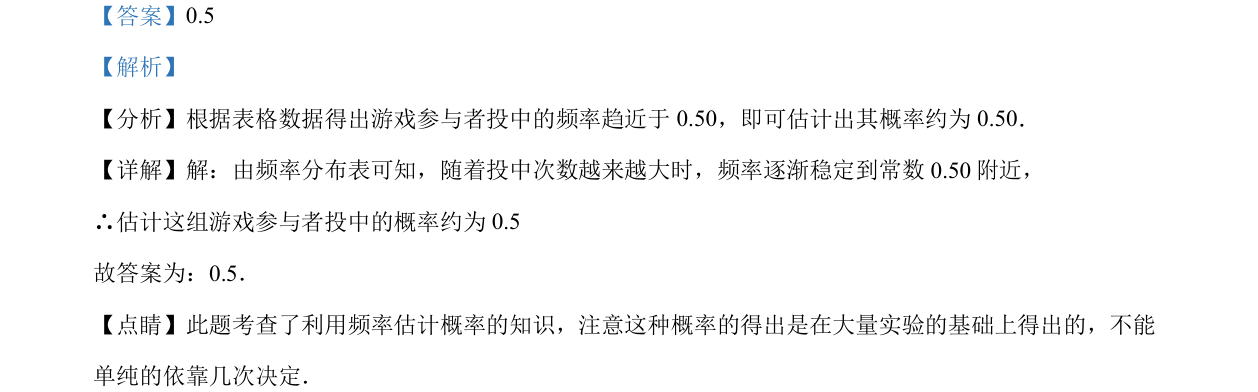 【答案】0.5
【解析】
【分析】根据表格数据得出游戏参与者投中的频率趋近于 0.50，即可估计出其概率约为 0.50．
【详解】解：由频率分布表可知，随着投中次数越来越大时，频率逐渐稳定到常数 0.50 附近，
∴估计这组游戏参与者投中的概率约为 0.5
故答案为：0.5．
【点睛】此题考查了利用频率估计概率的知识，注意这种概率的得出是在大量实验的基础上得出的，不能
单纯的依靠几次决定．